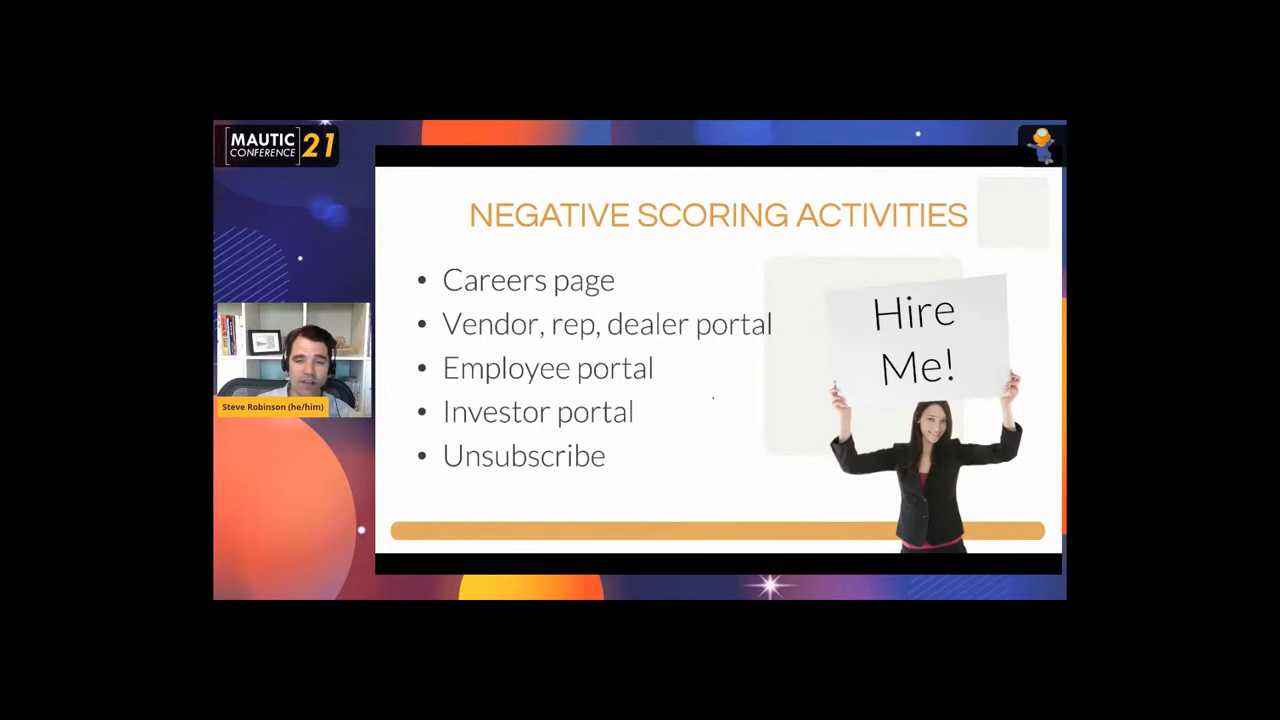 [MAUTIC
CONFERENCE] 21
NEGATIVE SCORING ACTIVITIES
• Careers page
• Vendor, rep, dealer portal
• Employee portal
• Investor portal
• Unsubscribe
Hire
Me!
Steve Robinson (he/him)